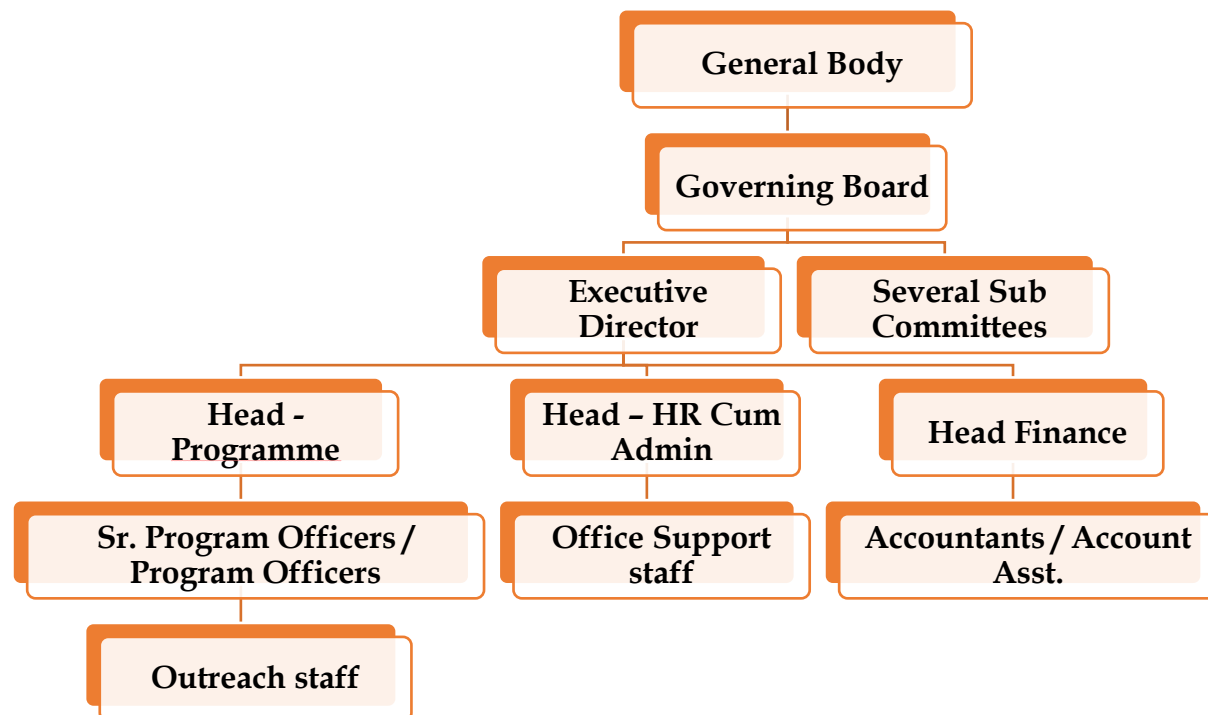 General Body
Governing Board
Executive
Director
Several Sub
Committees
Head -
Programme
Head – HR Cum
Admin
Head Finance
Sr. Program Officers /
Program Officers
Office Support
staff
Accountants / Account
Asst.
Outreach staff